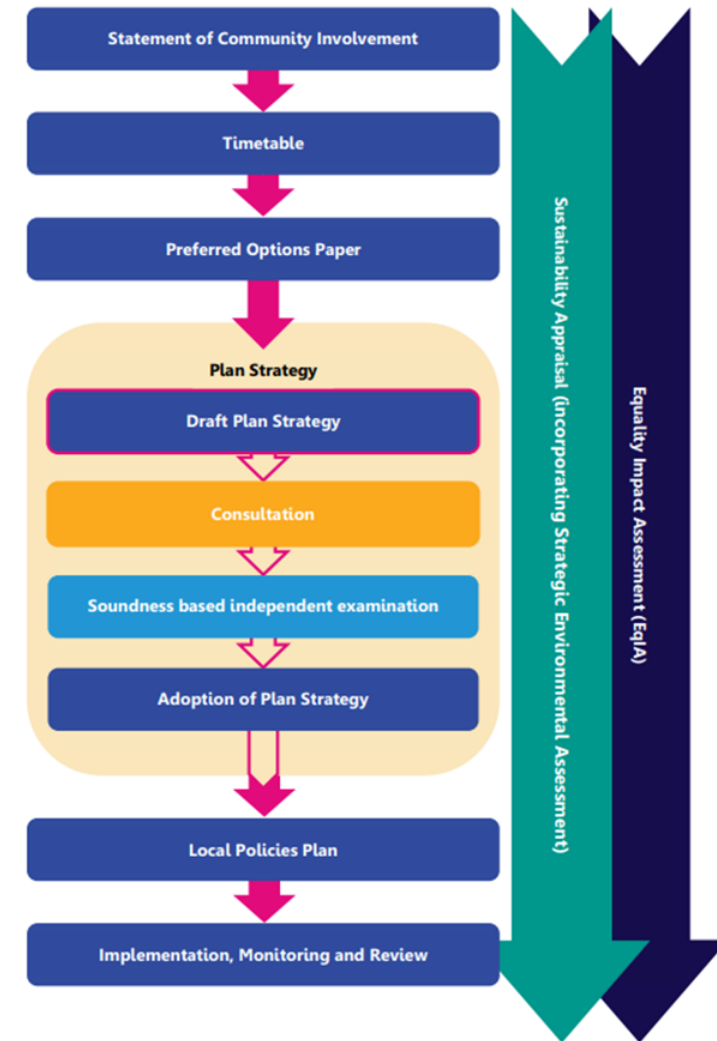 Statement of Community Involvement
Timetable
Preferred Options Paper
Plan Strategy
Draft Plan Strategy
Consultation
Soundness based independent examination
Adoption of Plan Strategy
Local Policies Plan
Implementation, Monitoring and Review
Sustainability Appraisal (incorporating Strategic Environmental Assessment)
Equality Impact Assessment (EqIA)